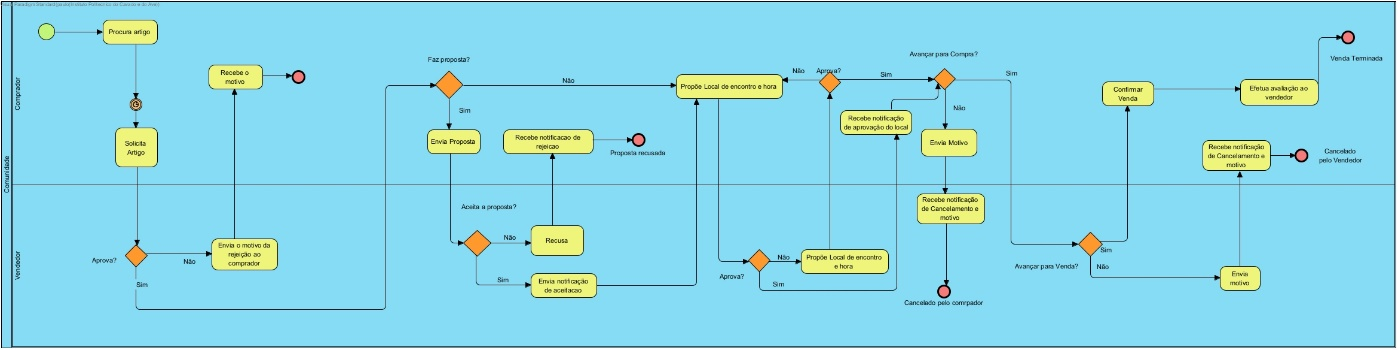 Comunidade
Comprador
Vendedor
Procura artigo
Solicita
Artigo
Recebe o
motivo
Aprova?
Não
Sim
Envia o motivo da
rejeição ao
comprador
Faz proposta?
Não
Sim
Envia Proposta
Recebe notificacao de
rejeicao
Proposta recusada
Aceita a proposta?
Não
Recusa
Sim
Envia notificação
de aceitacao
Propõe Local de encontro e hora
Não
Aprova?
Sim
Recebe notificação
de aprovação do local
Aprova?
Não
Sim
Propõe Local de encontro
e hora
Avançar para Compra?
Sim
Não
Envia Motivo
Recebe notificação
de Cancelamento e
motivo
Cancelado pelo comrpador
Avançar para Venda?
Sim
Não
Confirmar
Venda
Efetua avaliação ao
vendedor
Venda Terminada
Recebe notificação
de Cancelamento e
motivo
Cancelado
pelo Vendedor
Envia
motivo